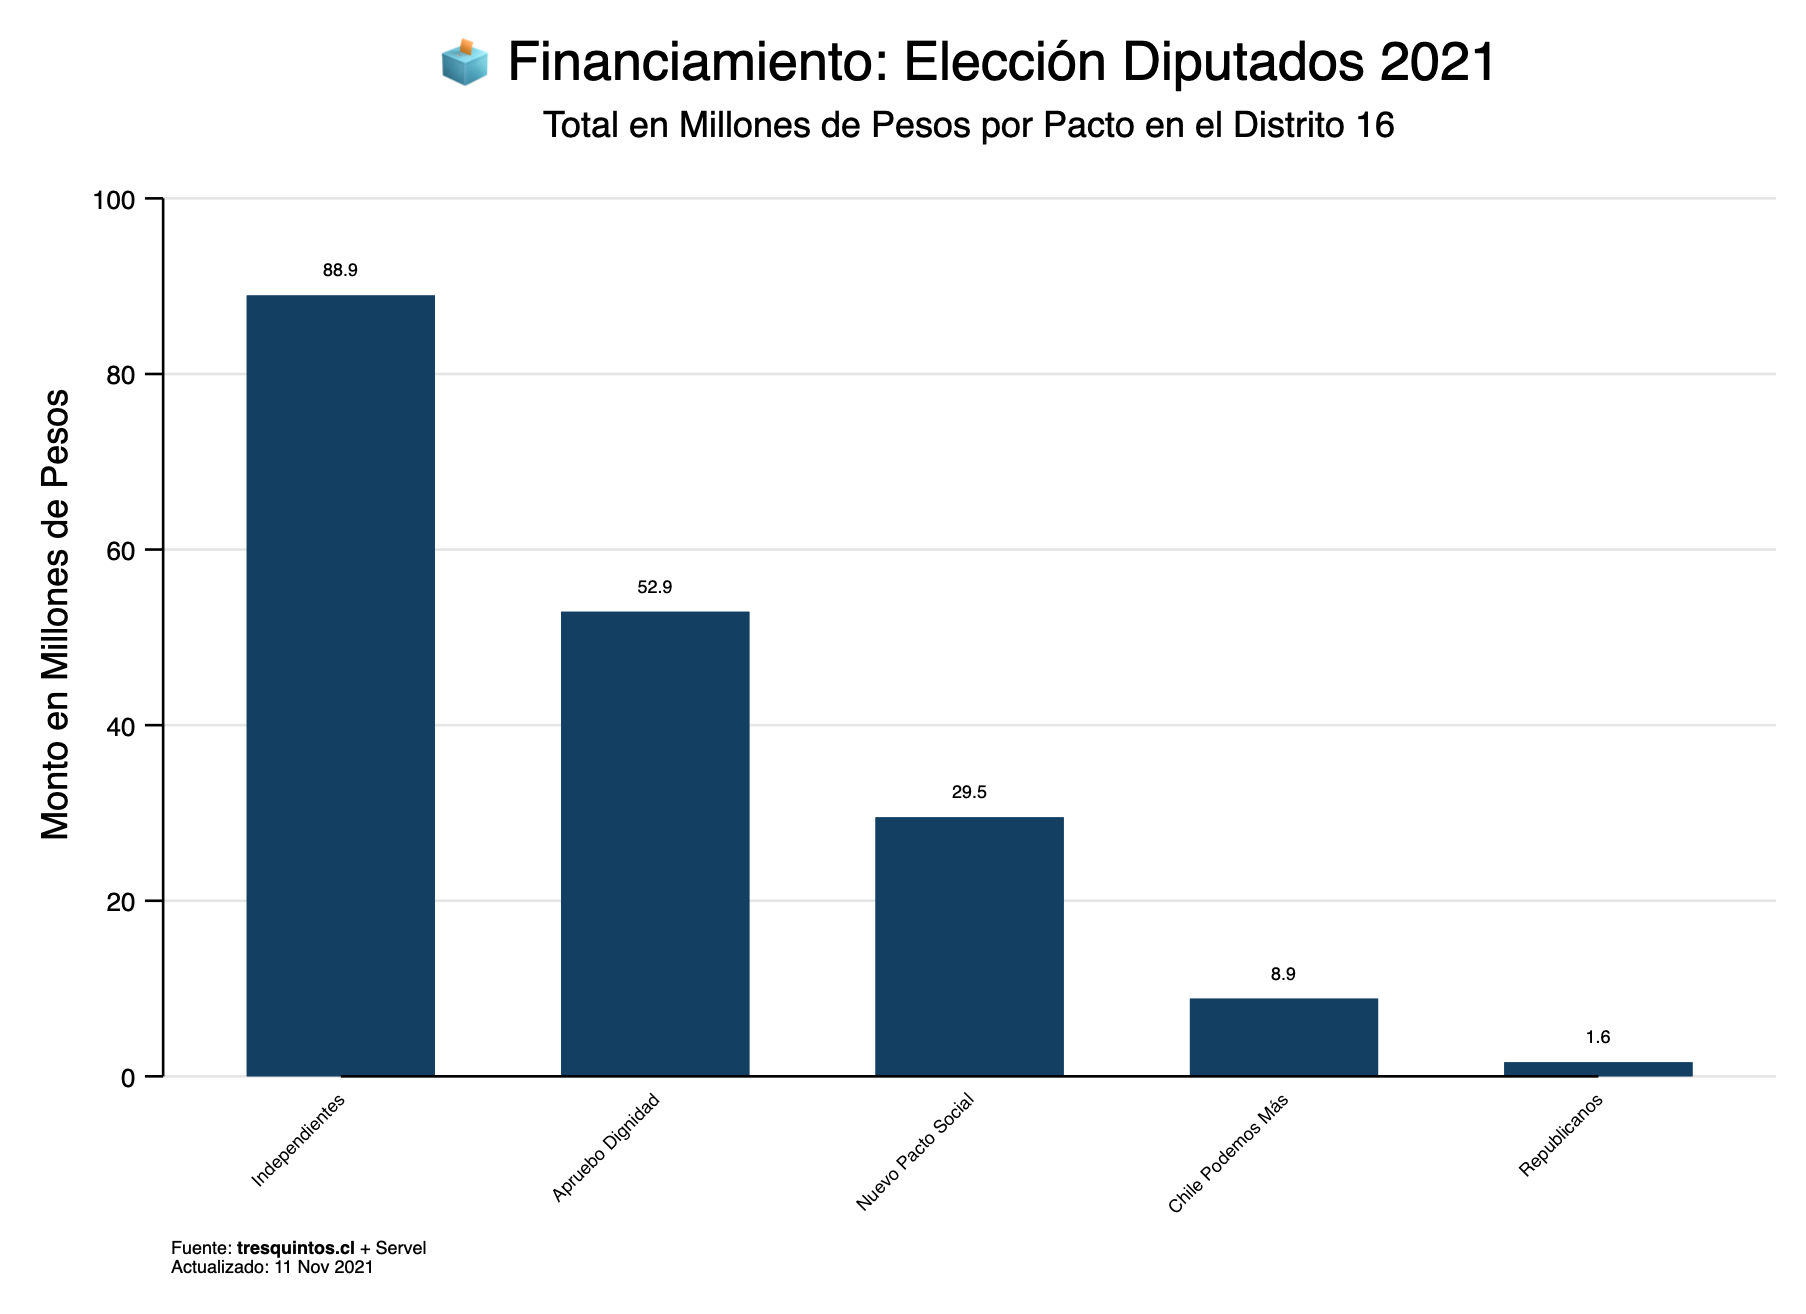 Financiamiento: Elección Diputados 2021
Total en Millones de Pesos por Pacto en el Distrito 16
Monto en Millones de Pesos
100
80
60
40
20
0
88.9
52.9
29.5
8.9
1.6
Independientes
Apruebo Dignidad
Nuevo Pacto Social
Chile Podemos Más
Republicanos
Fuente: tresquintos.cl + Servel
Actualizado: 11 Nov 2021